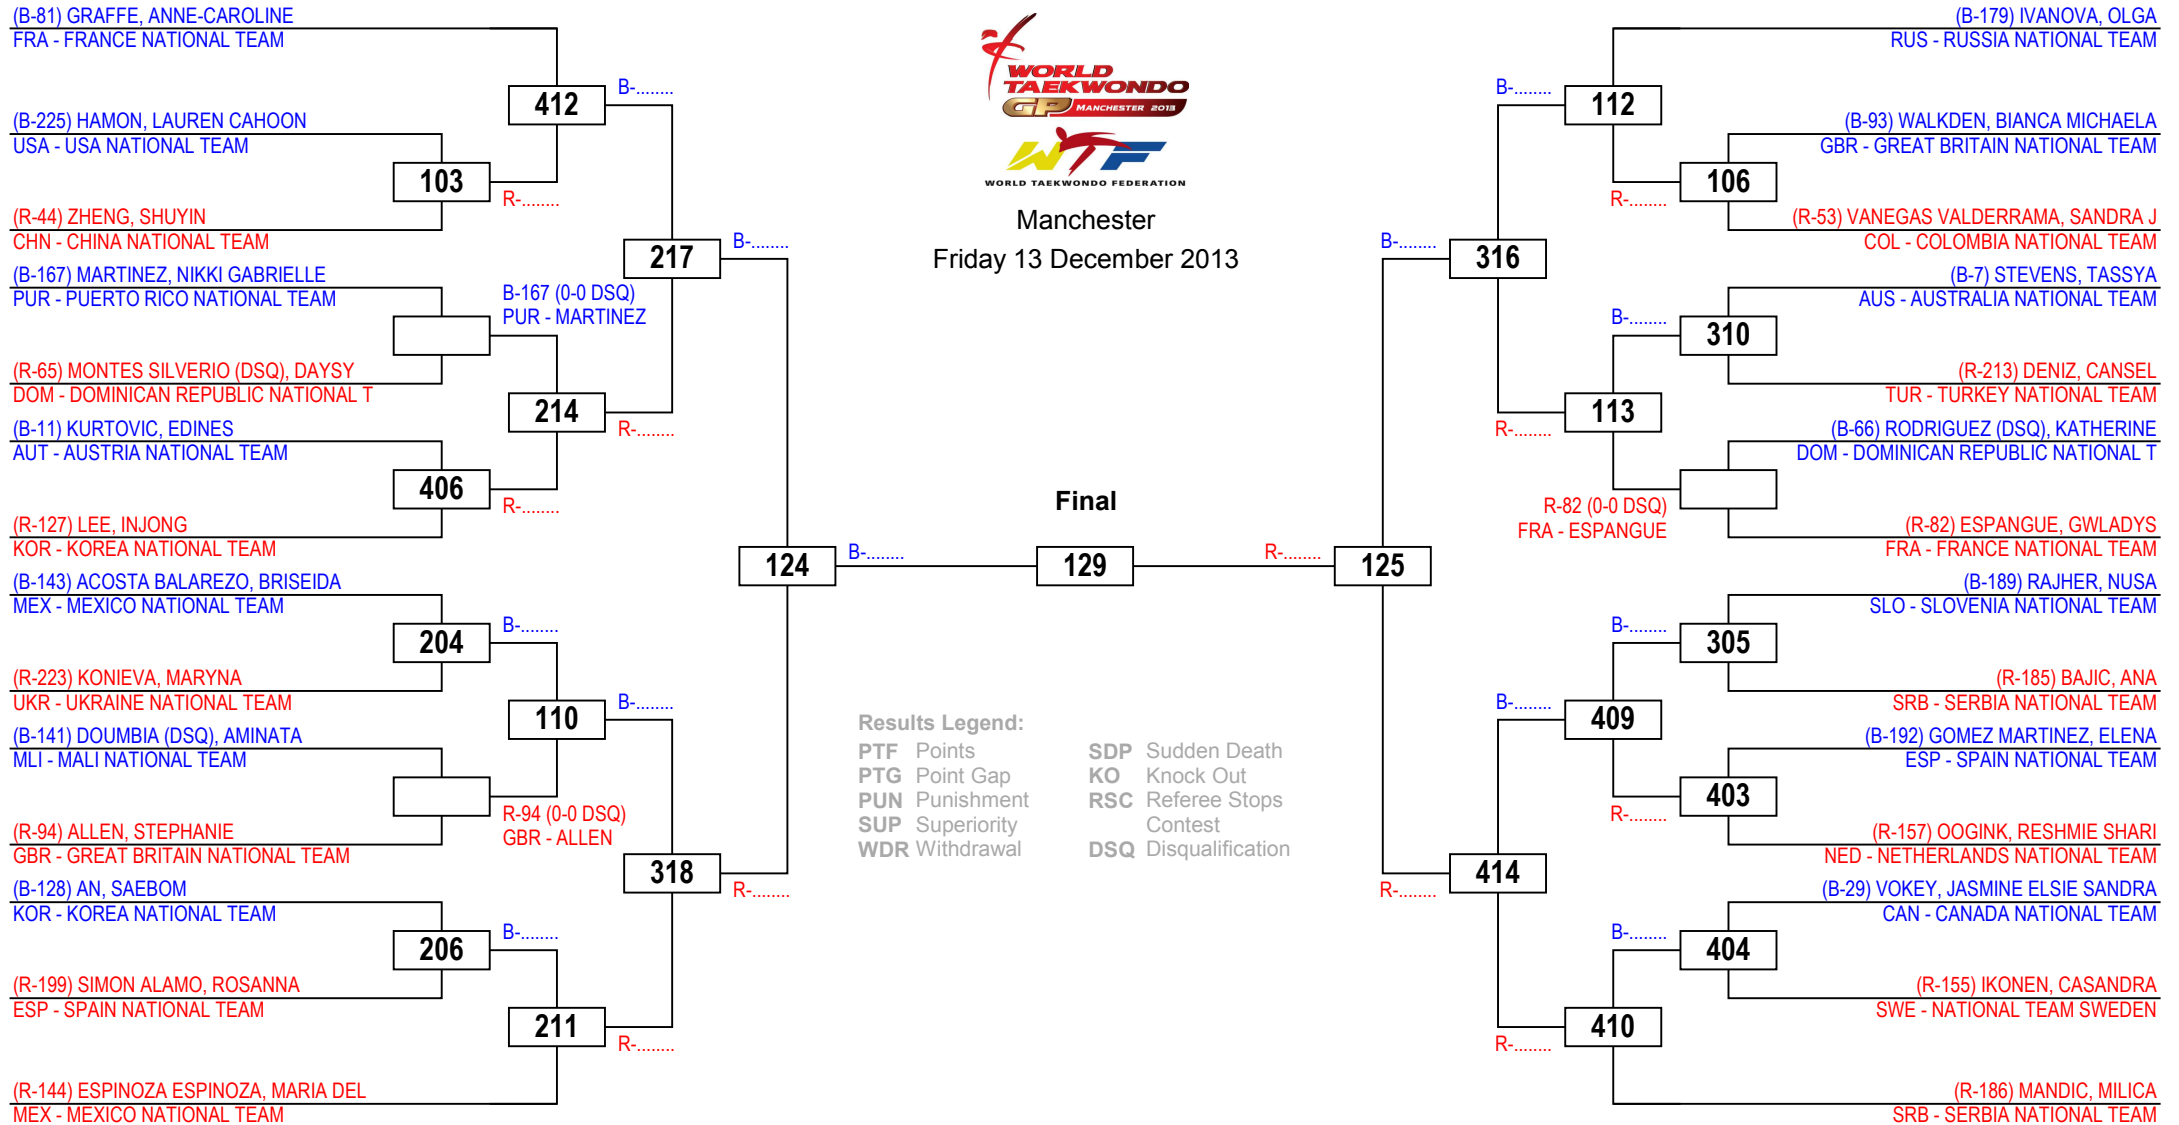 (B-81) GRAFFE, ANNE-CAROLINE
FRA - FRANCE NATIONAL TEAM
412
B-........
(B-225) HAMON, LAUREN CAHOON
USA - USA NATIONAL TEAM
103
R-........
(R-44) ZHENG, SHUYIN
CHN - CHINA NATIONAL TEAM
217
B-........
(B-167) MARTINEZ, NIKKI GABRIELLE
PUR - PUERTO RICO NATIONAL TEAM
B-167 (0-0 DSQ)
PUR - MARTINEZ
(R-65) MONTES SILVERIO (DSQ), DAYSY
DOM - DOMINICAN REPUBLIC NATIONAL T
214
R-........
(B-11) KURTOVIC, EDINES
AUT - AUSTRIA NATIONAL TEAM
406
R-........
(R-127) LEE, INJONG
KOR - KOREA NATIONAL TEAM
124
B-........
(B-143) ACOSTA BALAREZO, BRISEIDA
MEX - MEXICO NATIONAL TEAM
204
B-........
(R-223) KONIEVA, MARYNA
UKR - UKRAINE NATIONAL TEAM
110
B-........
(B-141) DOUMBIA (DSQ), AMINATA
MLI - MALI NATIONAL TEAM
R-94 (0-0 DSQ)
GBR - ALLEN
(R-94) ALLEN, STEPHANIE
GBR - GREAT BRITAIN NATIONAL TEAM
318
R-........
(B-128) AN, SAEBOM
KOR - KOREA NATIONAL TEAM
206
B-........
(R-199) SIMON ALAMO, ROSANNA
ESP - SPAIN NATIONAL TEAM
211
R-........
(R-144) ESPINOZA ESPINOZA, MARIA DEL
MEX - MEXICO NATIONAL TEAM
WORLD
TAEKWONDO
GP MANCHESTER 2013
WTF
WORLD TAEKWONDO FEDERATION
Manchester
Friday 13 December 2013
Final
129
Results Legend:
PTF Points
PTG Point Gap
PUN Punishment
SUP Superiority
WDR Withdrawal
SDP Sudden Death
KO Knock Out
RSC Referee Stops
Contest
DSQ Disqualification
(B-179) IVANOVA, OLGA
RUS - RUSSIA NATIONAL TEAM
B-........
112
(B-93) WALKDEN, BIANCA MICHAELA
GBR - GREAT BRITAIN NATIONAL TEAM
106
R-........
(R-53) VANEGAS VALDERRAMA, SANDRA J
COL - COLOMBIA NATIONAL TEAM
B-........
316
(B-7) STEVENS, TASSYA
AUS - AUSTRALIA NATIONAL TEAM
B-........
310
(R-213) DENIZ, CANSEL
TUR - TURKEY NATIONAL TEAM
113
R-........
(B-66) RODRIGUEZ (DSQ), KATHERINE
DOM - DOMINICAN REPUBLIC NATIONAL T
R-82 (0-0 DSQ)
FRA - ESPANGUE
(R-82) ESPANGUE, GWLADYS
FRA - FRANCE NATIONAL TEAM
R-........
125
(B-189) RAJHER, NUSA
SLO - SLOVENIA NATIONAL TEAM
B-........
305
(R-185) BAJIC, ANA
SRB - SERBIA NATIONAL TEAM
B-........
409
(B-192) GOMEZ MARTINEZ, ELENA
ESP - SPAIN NATIONAL TEAM
403
R-........
(R-157) OOGINK, RESHMIE SHARI
NED - NETHERLANDS NATIONAL TEAM
414
R-........
(B-29) VOKEY, JASMINE ELSIE SANDRA
CAN - CANADA NATIONAL TEAM
B-........
404
(R-155) IKONEN, CASANDRA
SWE - NATIONAL TEAM SWEDEN
410
R-........
(R-186) MANDIC, MILICA
SRB - SERBIA NATIONAL TEAM